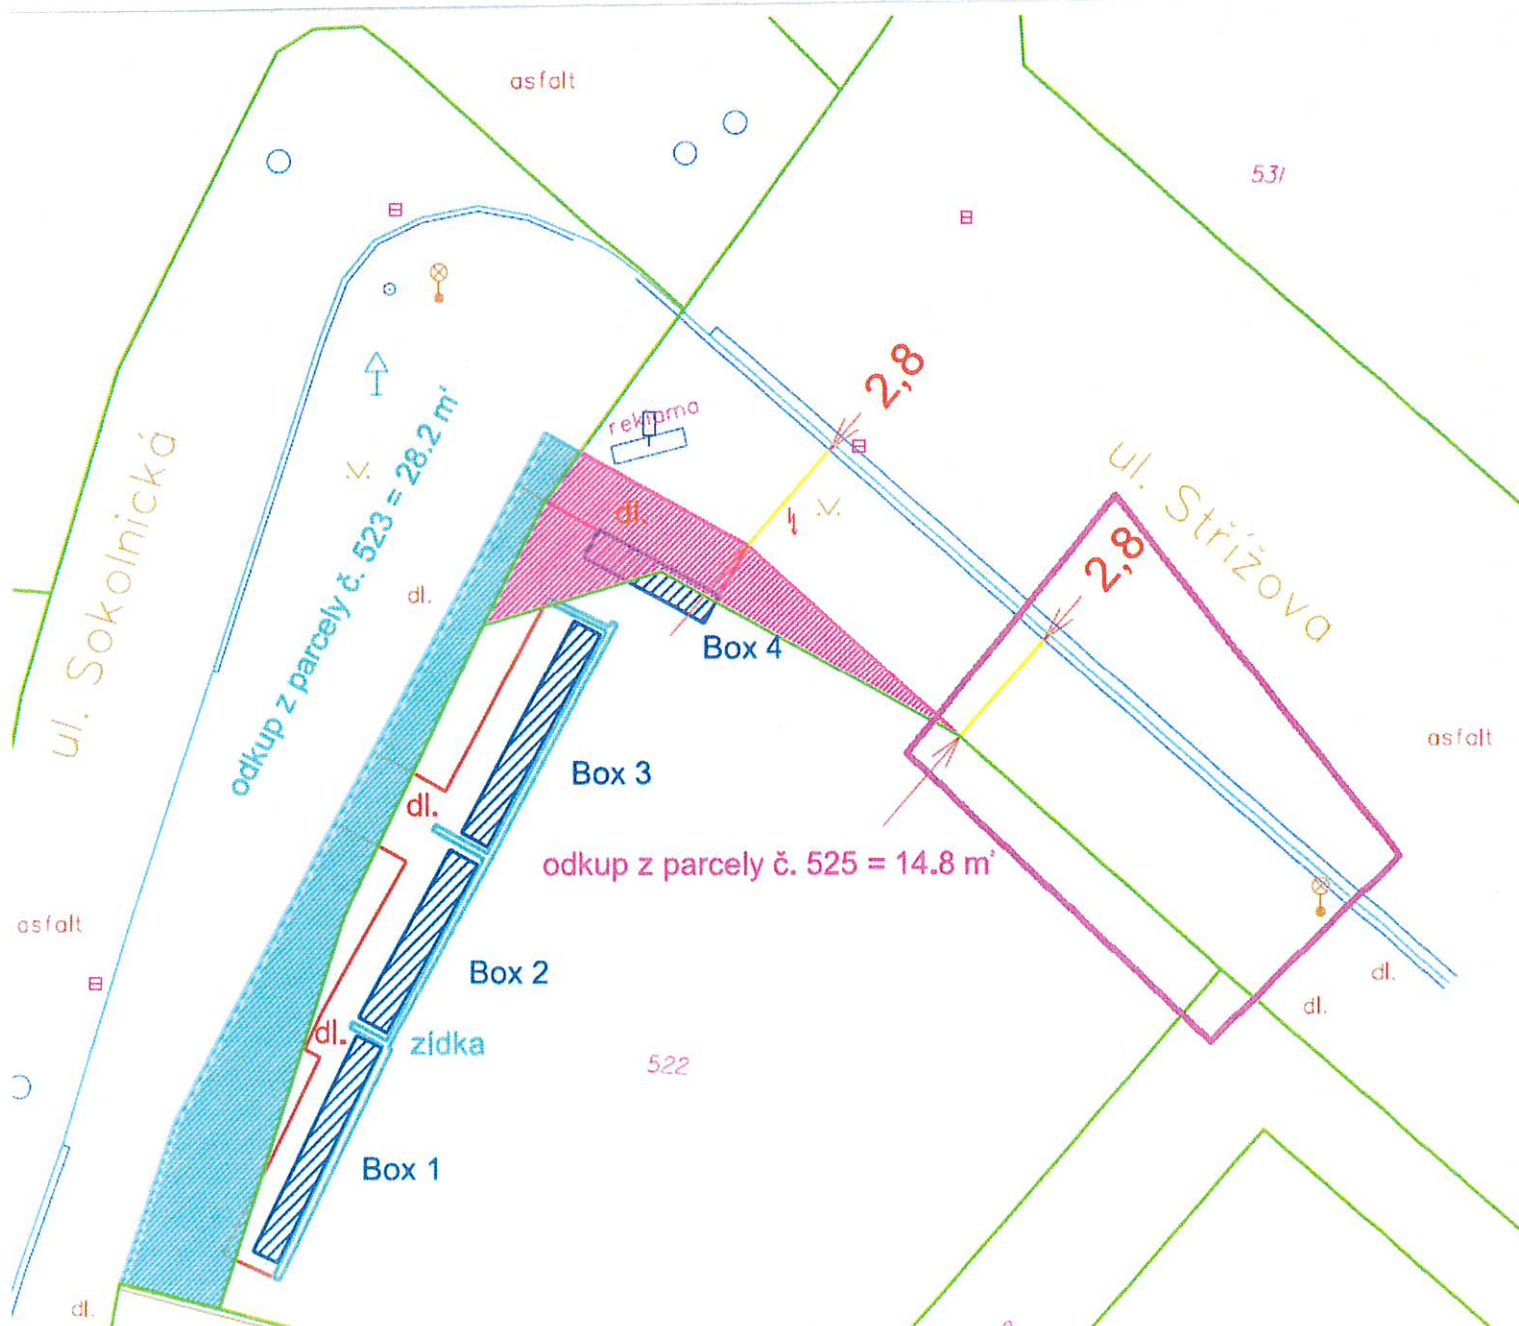 asfalt
531
2,8
reklama
ul. Střížova
ul. Sokolnická
odkup z parcely č. 523 = 28.2 m²
dl.
dl.
2,8
Box 4
asfalt
Box 3
dl.
odkup z parcely č. 525 = 14.8 m²
asfalt
Box 2
dl.
dl.
dl.
zídka
522
Box 1
dl.